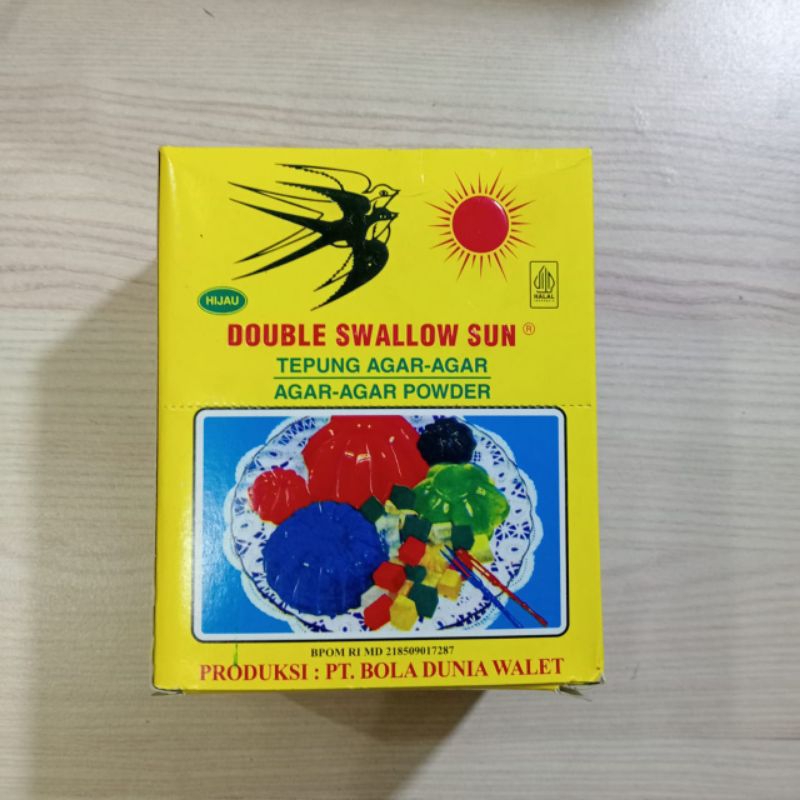 HIJAU
HALAL
INDONESIA
DOUBLE SWALLOW SUN ®
TEPUNG AGAR-AGAR
AGAR-AGAR POWDER
BPOM RI MD 218509017287
PRODUKSI : PT. BOLA DUNIA WALET